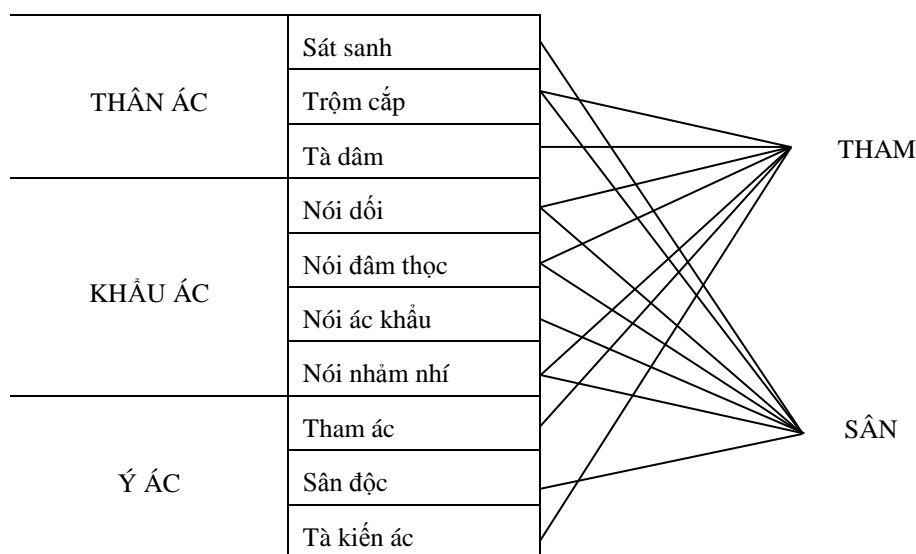 THÂN ÁC
Sát sanh
Trộm cắp
Tà dâm
KHẨU ÁC
Nói dối
Nói đâm thọc
Nói ác khẩu
Nói nhảm nhí
Ý ÁC
Tham ác
Sân độc
Tà kiến ác
THAM
SÂN